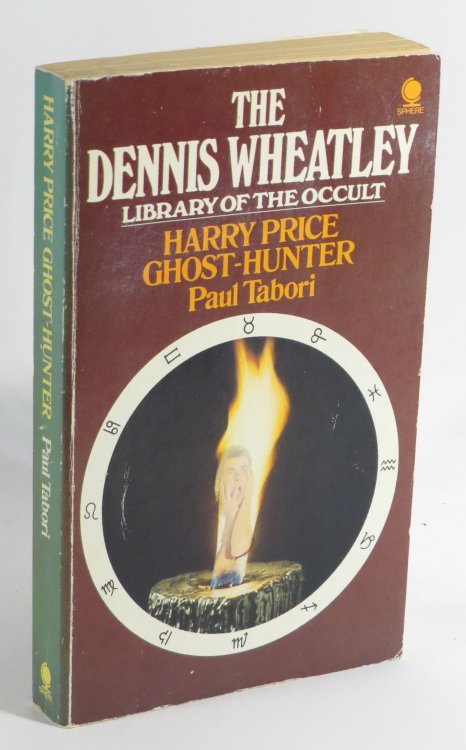 THE
DENNIS WHEATLEY
LIBRARY OF THE OCCULT
HARRY PRICE
GHOST-HUNTER
Paul Tabori
SPHERE
HARRY PRICE GHOST-HUNTER Paul Tabori
SPHERE